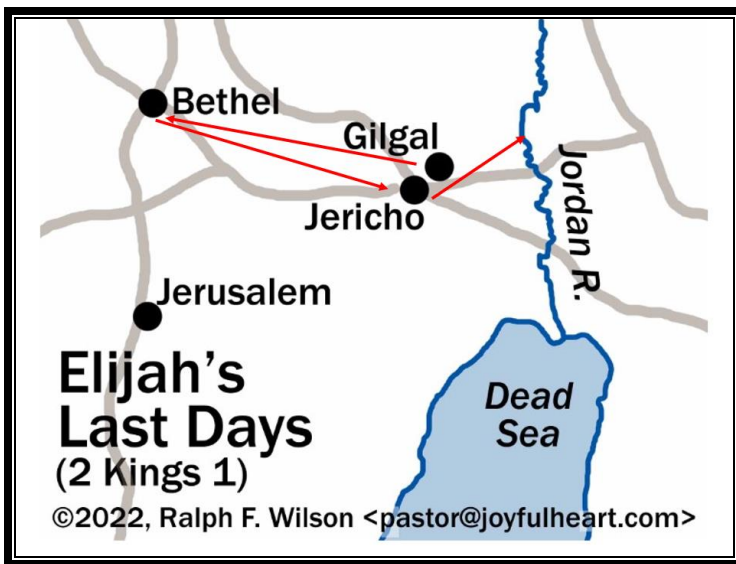 Bethel
Gilgal
Jericho
Jordan R.
Jerusalem
Elijah's
Last Days
(2 Kings 1)
Dead
Sea
©2022, Ralph F. Wilson <pastor@joyfulheart.com>